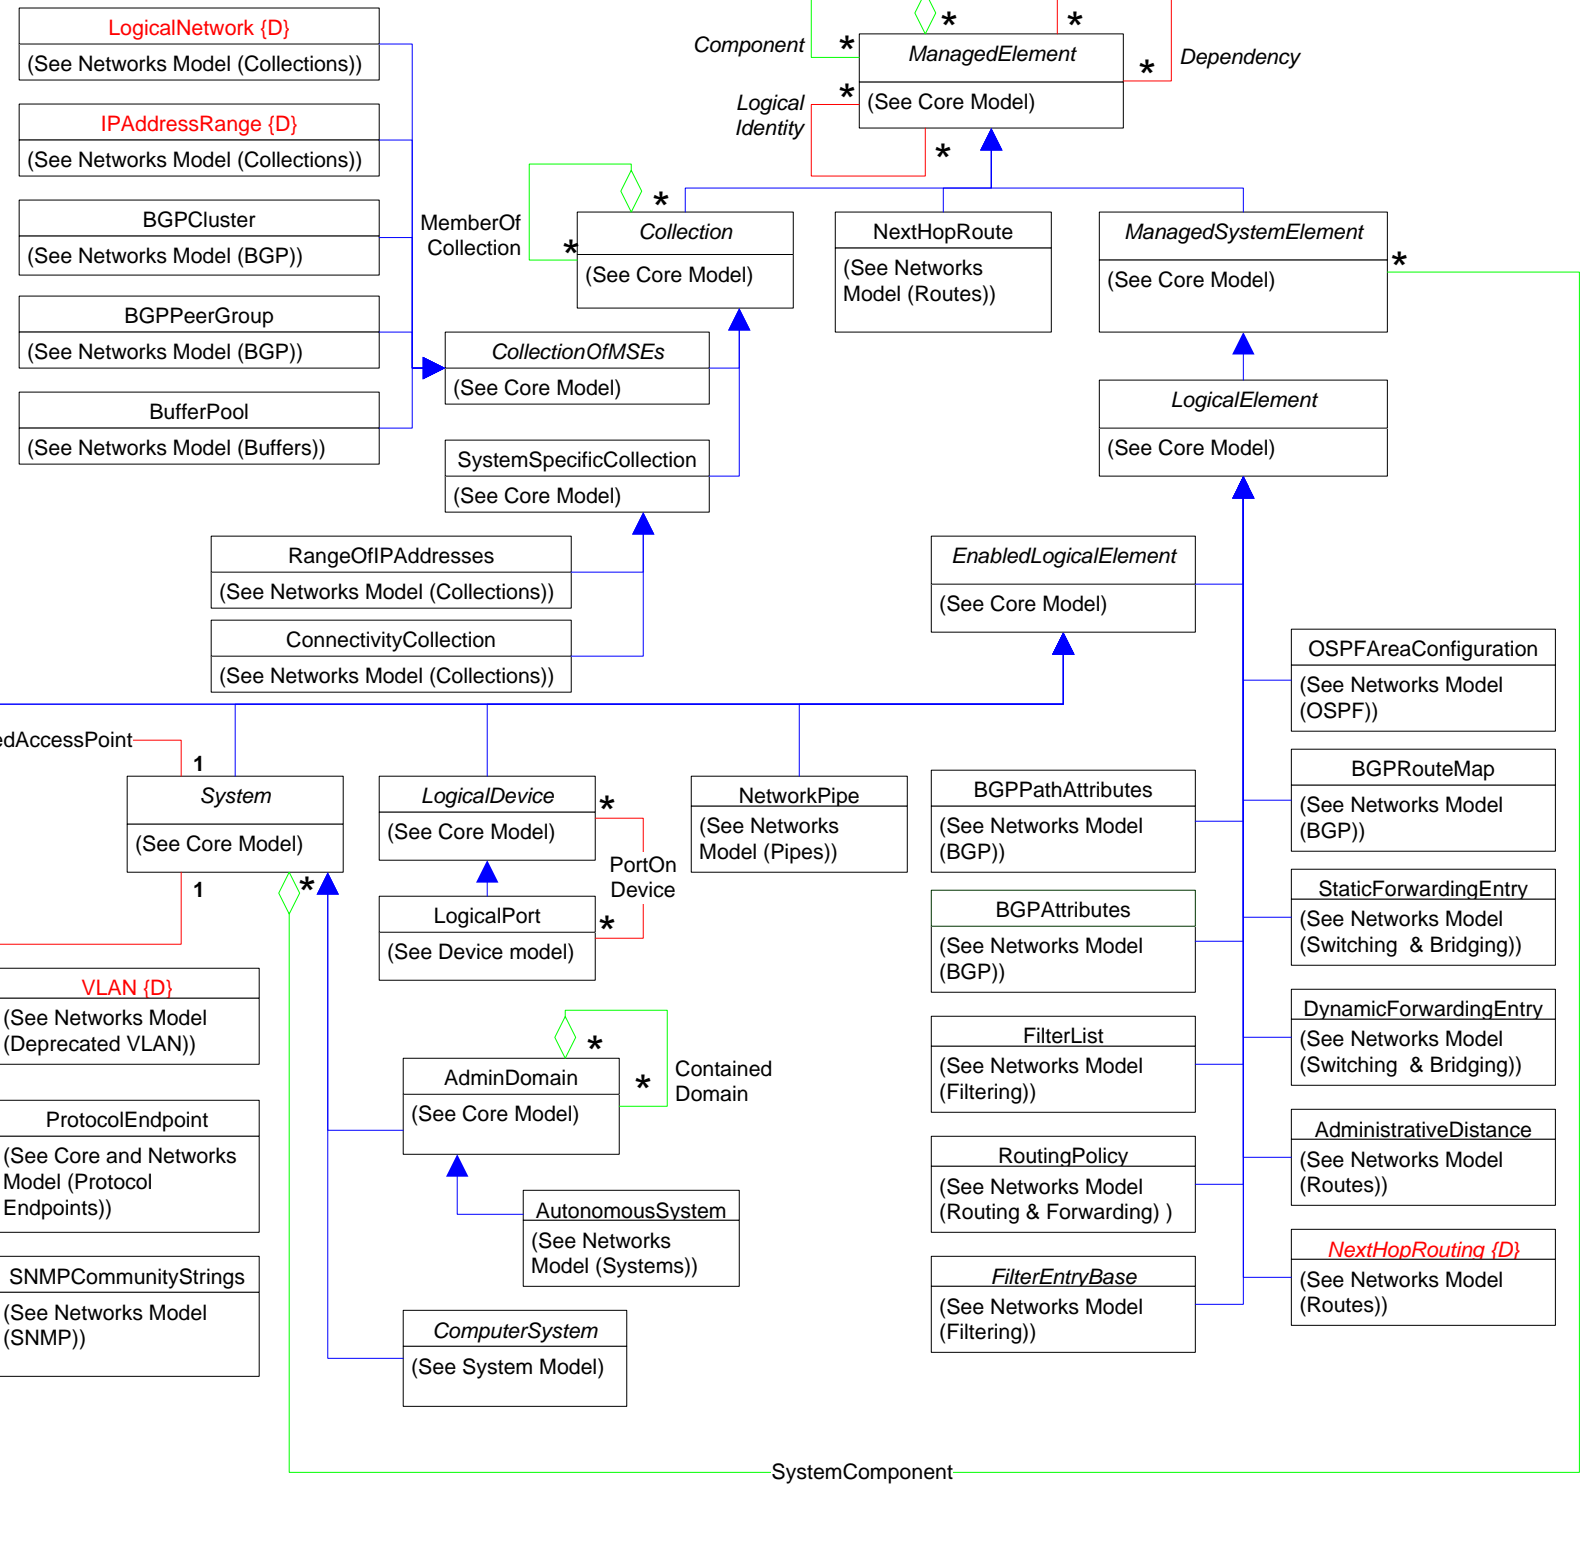 LogicalNetwork {D}
(See Networks Model (Collections))
IPAddressRange {D}
(See Networks Model (Collections))
BGPCluster
(See Networks Model (BGP))
BGPPeerGroup
(See Networks Model (BGP))
BufferPool
(See Networks Model (Buffers))
*
*
Component
*
ManagedElement
(See Core Model)
*
Dependency
*
Logical
Identity
*
MemberOf
Collection
*
*
Collection
(See Core Model)
NextHopRoute
(See Networks
Model (Routes))
ManagedSystemElement
(See Core Model)
*
CollectionOfMSEs
(See Core Model)
LogicalElement
(See Core Model)
SystemSpecificCollection
(See Core Model)
RangeOfIPAddresses
(See Networks Model (Collections))
ConnectivityCollection
(See Networks Model (Collections))
EnabledLogicalElement
(See Core Model)
edAccessPoint
1
System
(See Core Model)
1
*
LogicalDevice
(See Core Model)
*
PortOn
Device
LogicalPort
(See Device model)
*
NetworkPipe
(See Networks
Model (Pipes))
VLAN {D}
(See Networks Model
(Deprecated VLAN))
ProtocolEndpoint
(See Core and Networks
Model (Protocol
Endpoints))
SNMPCommunityStrings
(See Networks Model
(SNMP))
*
*
Contained
Domain
AdminDomain
(See Core Model)
AutonomousSystem
(See Networks
Model (Systems))
ComputerSystem
(See System Model)
BGPPathAttributes
(See Networks Model
(BGP))
BGPAttributes
(See Networks Model
(BGP))
FilterList
(See Networks Model
(Filtering))
RoutingPolicy
(See Networks Model
(Routing & Forwarding) )
FilterEntryBase
(See Networks Model
(Filtering))
OSPFAreaConfiguration
(See Networks Model
(OSPF))
BGPRouteMap
(See Networks Model
(BGP))
StaticForwardingEntry
(See Networks Model
(Switching  & Bridging))
DynamicForwardingEntry
(See Networks Model
(Switching  & Bridging))
AdministrativeDistance
(See Networks Model
(Routes))
NextHopRouting {D}
(See Networks Model
(Routes))
SystemComponent